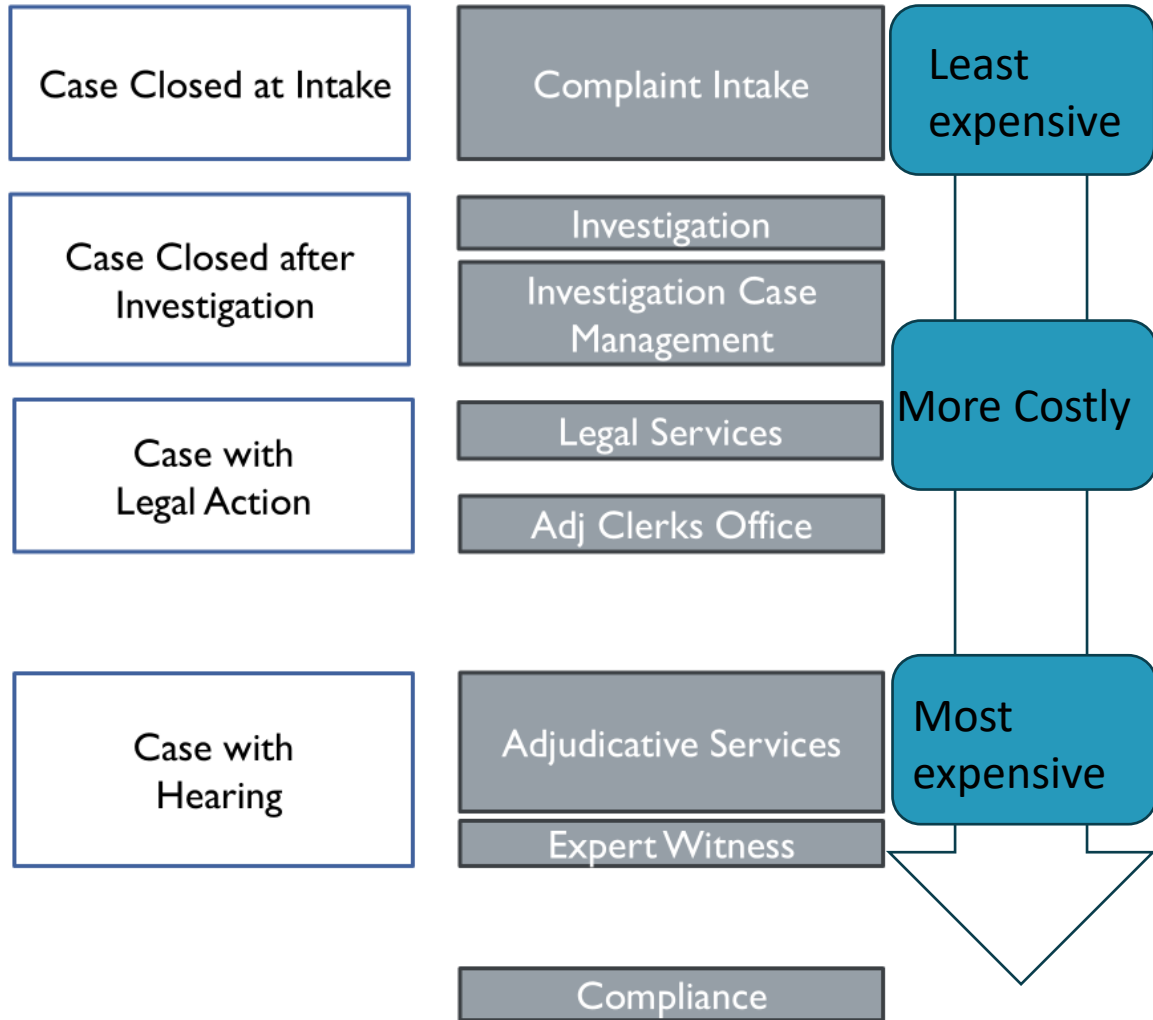 Case Closed at Intake
Complaint Intake
Least
expensive
Case Closed after
Investigation
Investigation
Investigation Case
Management
More Costly
Case with
Legal Action
Legal Services
Adj Clerks Office
Case with
Hearing
Adjudicative Services
Expert Witness
Most
expensive
Compliance